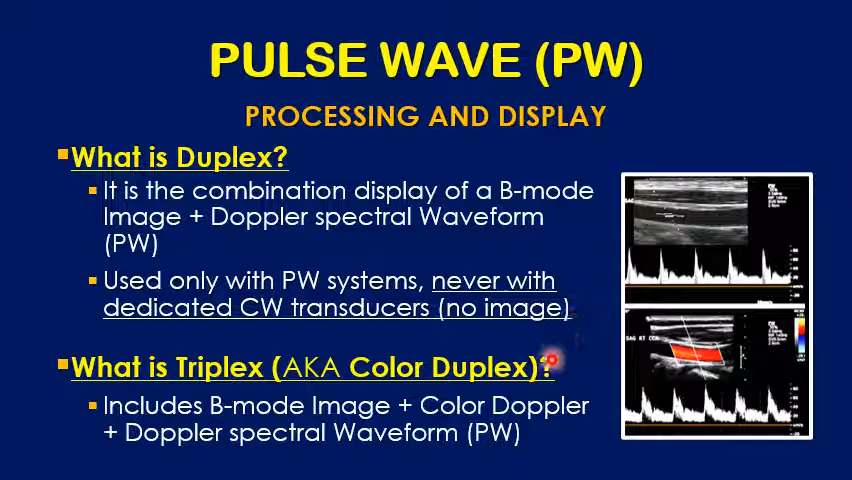 PULSE WAVE (PW)
PROCESSING AND DISPLAY
What is Duplex?
It is the combination display of a B-mode
Image + Doppler spectral Waveform
(PW)
Used only with PW systems, never with
dedicated CW transducers (no image)
What is Triplex (AKA Color Duplex)?
Includes B-mode Image + Color Doppler
+ Doppler spectral Waveform (PW)
SAG RT CCA